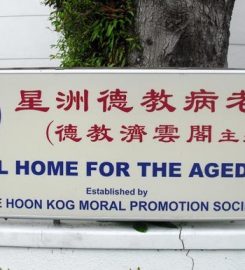 星洲德教病老
(德教濟雲閣主
L HOME FOR THE AGED
Established by
E HOON KOG MORAL PROMOTION SOCI